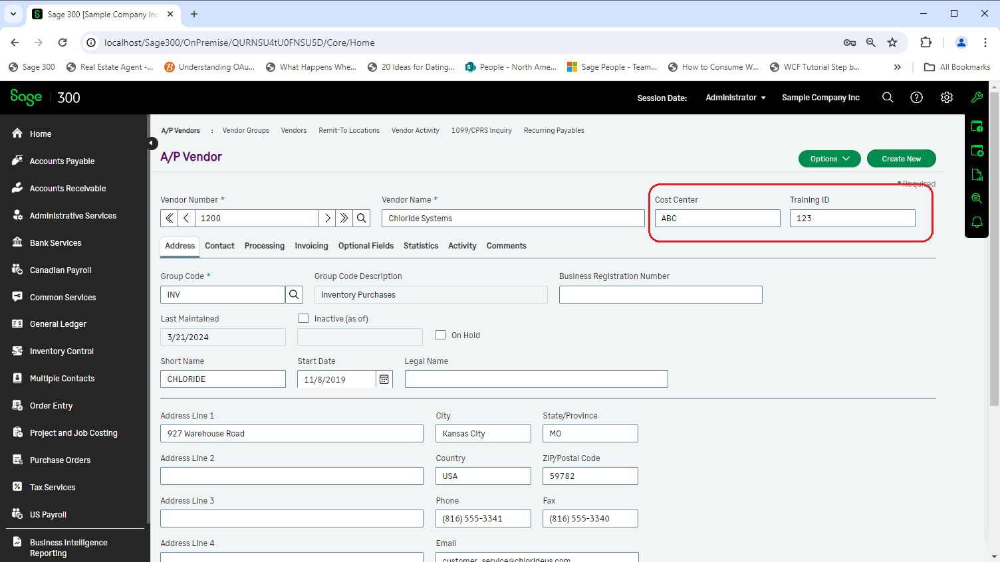 Sage 300 [Sample Company Inc
localhost/Sage300/OnPremise/QURNSU4tU0FNSU5D/Core/Home
Sage 300 Real Estate Agent -... Understanding OAu... What Happens Whe... 20 Ideas for Dating... People - North Ame... Sage People - Team... How to Consume W... WCF Tutorial Step b... All Bookmarks
Sage 300 Session Date: Administrator Sample Company Inc
Home
Accounts Payable
Accounts Receivable
Administrative Services
Bank Services
Canadian Payroll
Common Services
General Ledger
Inventory Control
Multiple Contacts
Order Entry
Project and Job Costing
Purchase Orders
Tax Services
US Payroll
Business Intelligence
Reporting
A/P Vendors : Vendor Groups Vendors Remit-To Locations Vendor Activity 1099/CPRS Inquiry Recurring Payables
A/P Vendor
Options Create New
* Required
Vendor Number * Vendor Name * Cost Center Training ID
1200 Chloride Systems ABC 123
Address Contact Processing Invoicing Optional Fields Statistics Activity Comments
Group Code * Group Code Description Business Registration Number
INV Inventory Purchases
Last Maintained Inactive (as of)
3/21/2024 On Hold
Short Name Start Date Legal Name
CHLORIDE 11/8/2019
Address Line 1 City State/Province
927 Warehouse Road Kansas City MO
Address Line 2 Country ZIP/Postal Code
USA 59782
Address Line 3 Phone Fax
(816) 555-3341 (816) 555-3340
Address Line 4 Email
customer_service@chlorideus.com